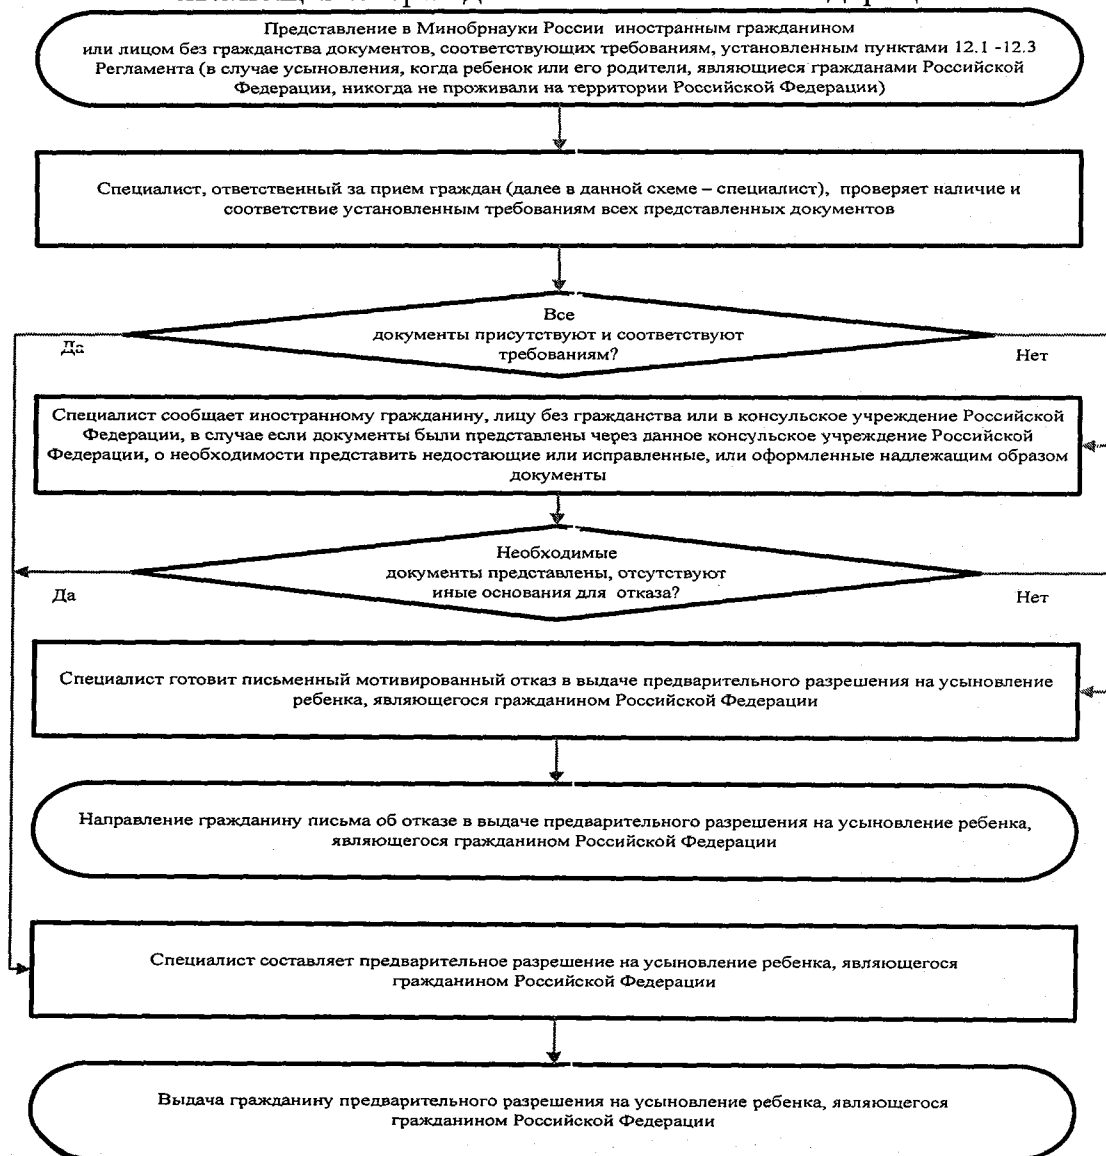 Представление в Минобрнауки России иностранным гражданином
или лицом без гражданства документов, соответствующих требованиям, установленным пунктами 12.1 -12.3
Регламента (в случае усыновления, когда ребенок или его родители, являющиеся гражданами Российской
Федерации, никогда не проживали на территории Российской Федерации)
Специалист, ответственный за прием граждан (далее в данной схеме – специалист), проверяет наличие и
соответствие установленным требованиям всех представленных документов
Все
документы присутствуют и соответствуют
требованиям?
Да
Нет
Специалист сообщает иностранному гражданину, лицу без гражданства или в консульское учреждение Российской
Федерации, в случае если документы были представлены через данное консульское учреждение Российской
Федерации, о необходимости представить недостающие или исправленные, или оформленные надлежащим образом
документы
Необходимые
документы представлены, отсутствуют
иные основания для отказа?
Да
Нет
Специалист готовит письменный мотивированный отказ в выдаче предварительного разрешения на усыновление
ребенка, являющегося гражданином Российской Федерации
Направление гражданину письма об отказе в выдаче предварительного разрешения на усыновление ребенка,
являющегося гражданином Российской Федерации
Специалист составляет предварительное разрешение на усыновление ребенка, являющегося
гражданином Российской Федерации
Выдача гражданину предварительного разрешения на усыновление ребенка, являющегося
гражданином Российской Федерации